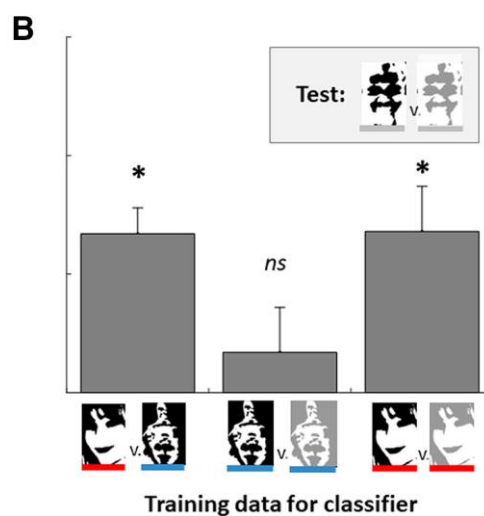 B
Test:
v.
*
ns
*
v.
v.
v.
Training data for classifier